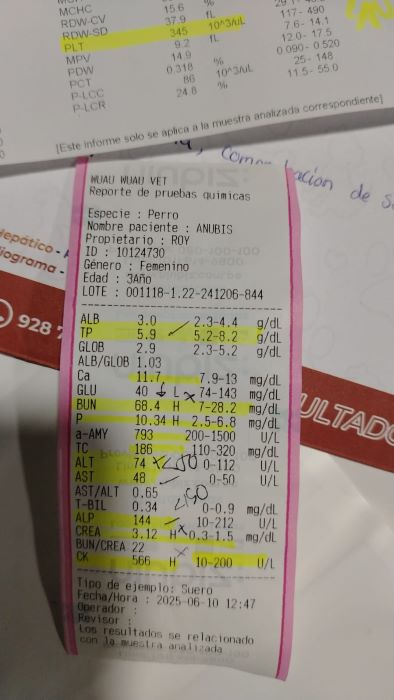 MCHC
RDW-CV 15.6 %
RDW-SD 37.9 fL
PLT 345 10^3/uL 117- 490
MPV 9.2 fL 7.6- 14.1
PDW 14.9 12.0- 17.5
PCT 0.318 % 0.090- 0.520
P-LCC 86 10^3/uL 25- 148
P-LCR 24.8 % 11.5- 55.0
[Este informe solo se aplica a la muestra analizada correspondiente]
de
WUAU WUAU VET
Reporte de pruebas quimicas
Especie : Perro
Nombre paciente : ANUBIS
Propietario : ROY
ID : 10124730
Género : Femenino
Edad : 3Año
LOTE : 001118-1.22-241206-844
928
ULTADO
ALB 3.0 2.3-4.4 g/dL
TP 5.9 5.2-8.2 g/dL
GLOB 2.9 2.3-5.2 g/dL
ALB/GLOB 1.03
Ca 11.7 7.9-13 mg/dL
GLU 40 ↓ L x 74-143 mg/dL
BUN 68.4 H 7-28.2 mg/dL
P 10.34 H 2.5-6.8 mg/dL
a-AMY 793 200-1500 U/L
TC 186 110-320 mg/dL
ALT 74 0-112 U/L
AST 48 0-50 U/L
AST/ALT 0.65
T-BIL 0.34 0-0.9 mg/dL
ALP 144 10-212 U/L
CREA 3.12 H x 0.3-1.5 mg/dL
BUN/CREA 22
CK 566 H 10-200 U/L
Tipo de ejemplo: Suero
Fecha/Hora : 2025-06-10 12:47
Operador :
Revisor :
Los resultados se relacionado
con la muestra analizada